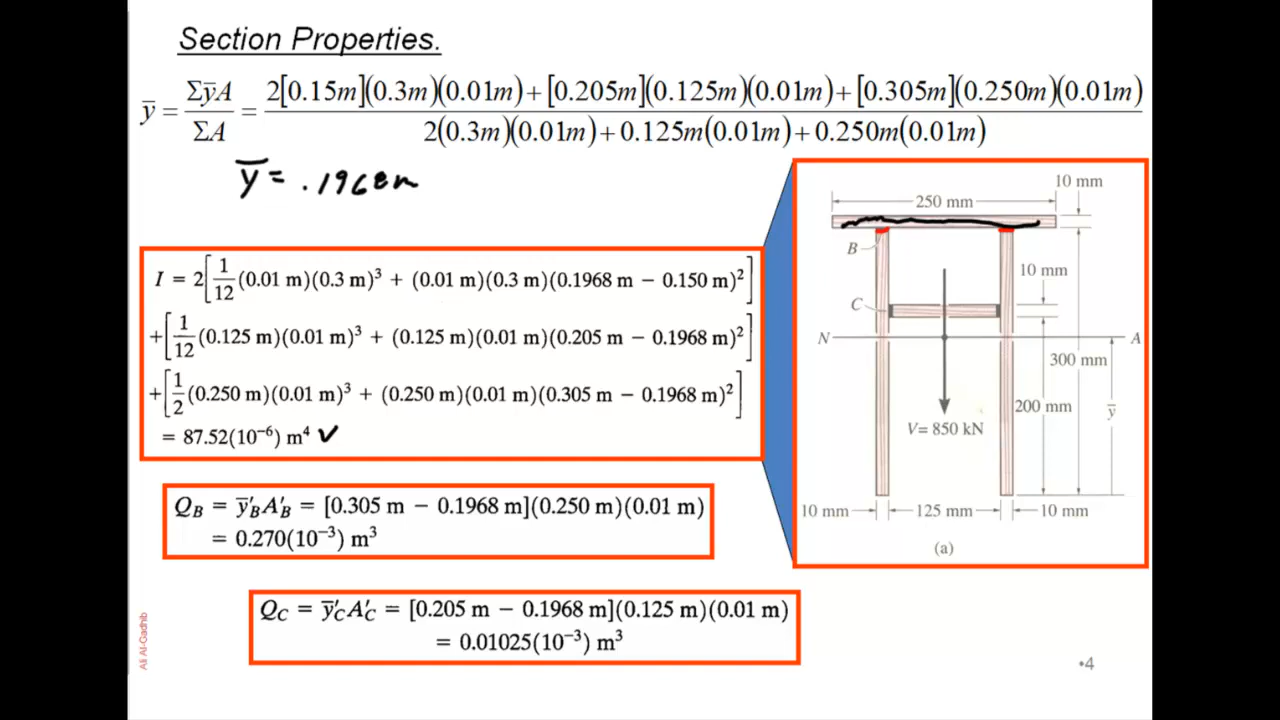 Section Properties.
y̅ = Σy̅A / ΣA = 2[0.15m](0.3m)(0.01m) + [0.205m](0.125m)(0.01m) + [0.305m](0.250m)(0.01m) / 2(0.3m)(0.01m) + 0.125m(0.01m) + 0.250m(0.01m)
y̅ = .1968m
I = 2[1/12 (0.01 m)(0.3 m)³ + (0.01 m)(0.3 m)(0.1968 m − 0.150 m)²]
+[1/12 (0.125 m)(0.01 m)³ + (0.125 m)(0.01 m)(0.205 m − 0.1968 m)²]
+[1/2 (0.250 m)(0.01 m)³ + (0.250 m)(0.01 m)(0.305 m − 0.1968 m)²]
= 87.52(10⁻⁶) m⁴ ✓
Q_B = y̅′_B A′_B = [0.305 m − 0.1968 m](0.250 m)(0.01 m)
= 0.270(10⁻³) m³
Q_C = y̅′_C A′_C = [0.205 m − 0.1968 m](0.125 m)(0.01 m)
= 0.01025(10⁻³) m³
10 mm
250 mm
B
10 mm
C
N
A
300 mm
200 mm
y̅
V= 850 kN
10 mm
125 mm
10 mm
(a)
Ali Al-Gadhib
•4